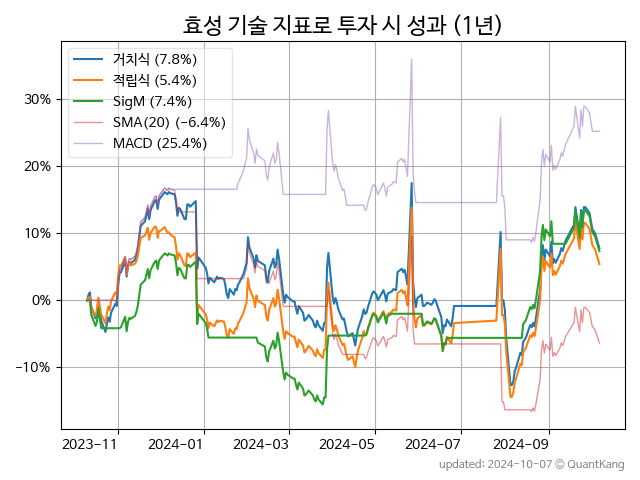 효성 기술 지표로 투자 시 성과 (1년)
거치식 (7.8%)
적립식 (5.4%)
SigM (7.4%)
SMA(20) (-6.4%)
MACD (25.4%)
30%
20%
10%
0%
-10%
2023-11 2024-01 2024-03 2024-05 2024-07 2024-09
updated: 2024-10-07 © QuantKang